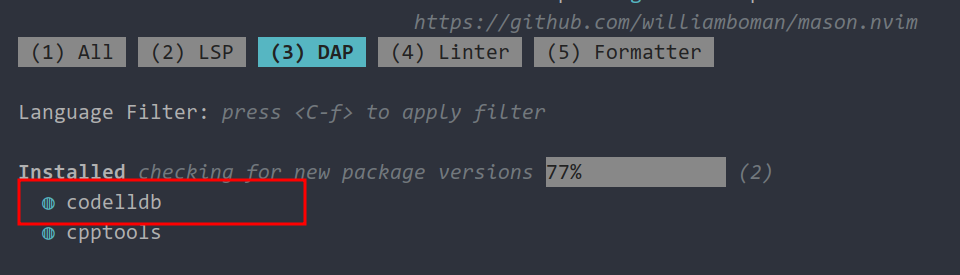 https://github.com/williamboman/mason.nvim
(1) All (2) LSP (3) DAP (4) Linter (5) Formatter
Language Filter: press <C-f> to apply filter
Installed checking for new package versions 77% (2)
codelldb
cpptools